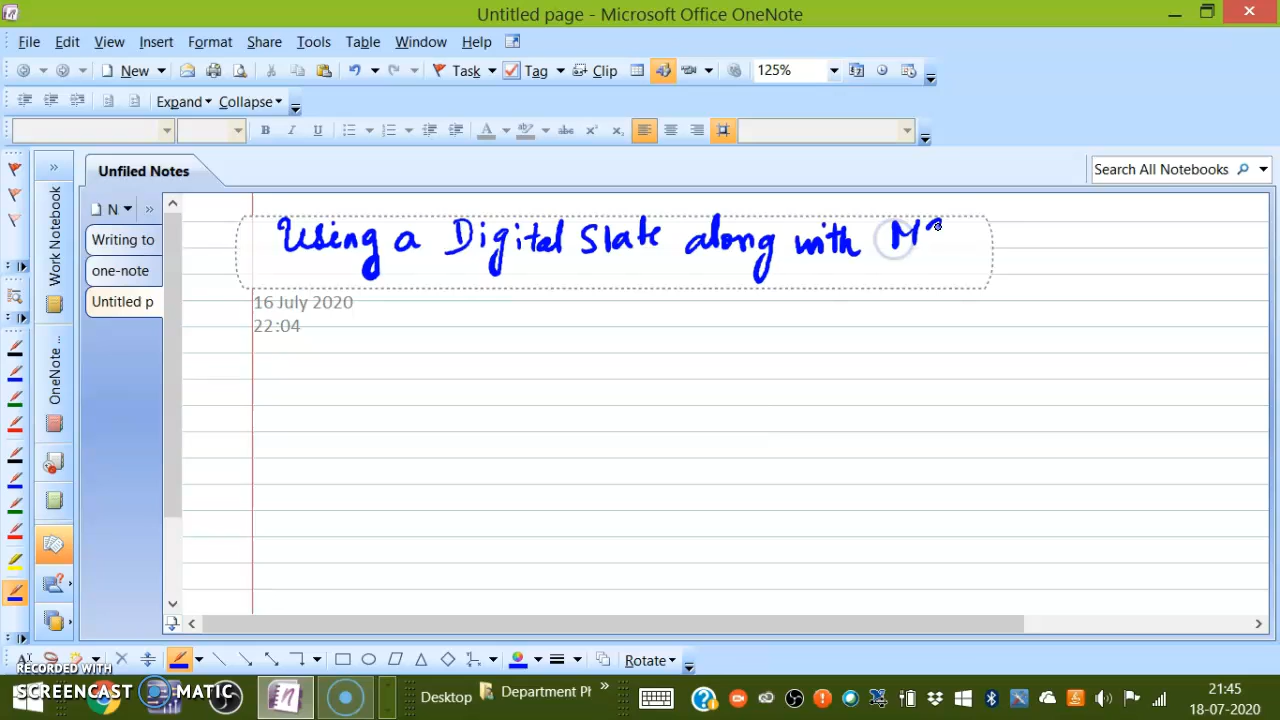 Untitled page - Microsoft Office OneNote
File Edit View Insert Format Share Tools Table Window Help
New Task Tag Clip 125%
Expand Collapse
Unfiled Notes
Search All Notebooks
Work Notebook
OneNote ...
N
Writing to
one-note
Untitled p
Using a Digital Slate along with M
16 July 2020
22:04
Rotate
RECORDED WITH
SCREENCAST MATIC
Desktop
Department Ph
21:45
18-07-2020